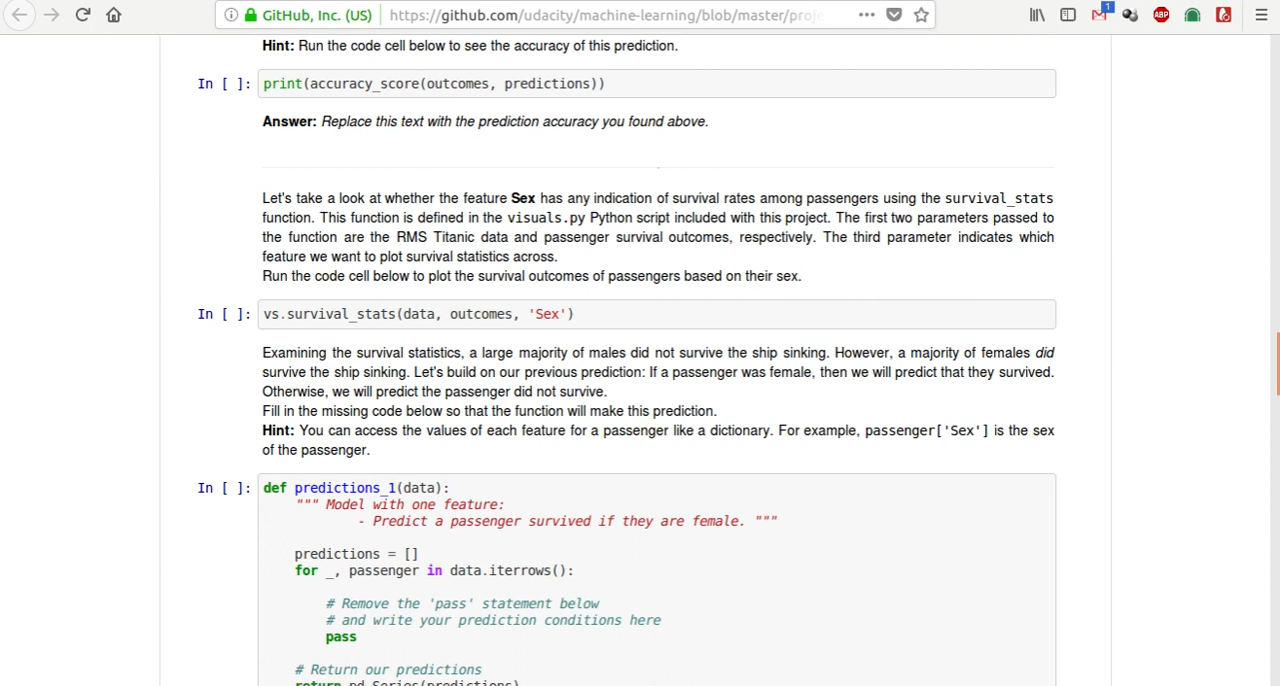 GitHub, Inc. (US) https://github.com/udacity/machine-learning/blob/master/proje
1
ABP
Hint: Run the code cell below to see the accuracy of this prediction.
In [ ]: print(accuracy_score(outcomes, predictions))
Answer: Replace this text with the prediction accuracy you found above.
Let's take a look at whether the feature Sex has any indication of survival rates among passengers using the survival_stats
function. This function is defined in the visuals.py Python script included with this project. The first two parameters passed to
the function are the RMS Titanic data and passenger survival outcomes, respectively. The third parameter indicates which
feature we want to plot survival statistics across.
Run the code cell below to plot the survival outcomes of passengers based on their sex.
In [ ]: vs.survival_stats(data, outcomes, 'Sex')
Examining the survival statistics, a large majority of males did not survive the ship sinking. However, a majority of females did
survive the ship sinking. Let's build on our previous prediction: If a passenger was female, then we will predict that they survived.
Otherwise, we will predict the passenger did not survive.
Fill in the missing code below so that the function will make this prediction.
Hint: You can access the values of each feature for a passenger like a dictionary. For example, passenger['Sex'] is the sex
of the passenger.
In [ ]: def predictions_1(data):
""" Model with one feature:
- Predict a passenger survived if they are female. """
predictions = []
for _, passenger in data.iterrows():
# Remove the 'pass' statement below
# and write your prediction conditions here
pass
# Return our predictions
return pd.Series(predictions)